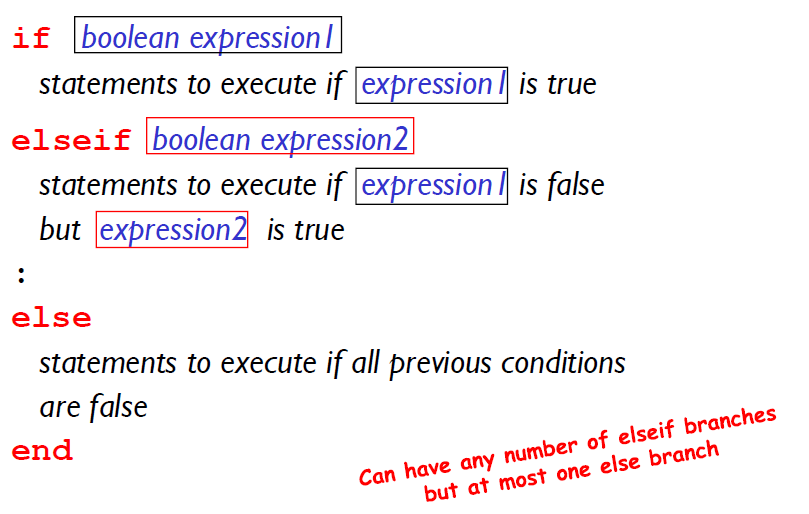 if boolean expression1
statements to execute if expression1 is true
elseif boolean expression2
statements to execute if expression1 is false
but expression2 is true
:
else
statements to execute if all previous conditions
are false
end
Can have any number of elseif branches
but at most one else branch